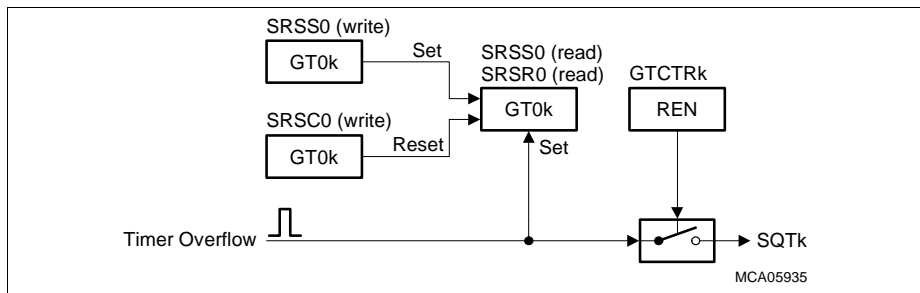 SRSS0 (write)
GT0k
Set
SRSS0 (read)
SRSR0 (read)
GT0k
GTCTRk
REN
SRSC0 (write)
GT0k
Reset
Set
Timer Overflow
SQTk
MCA05935